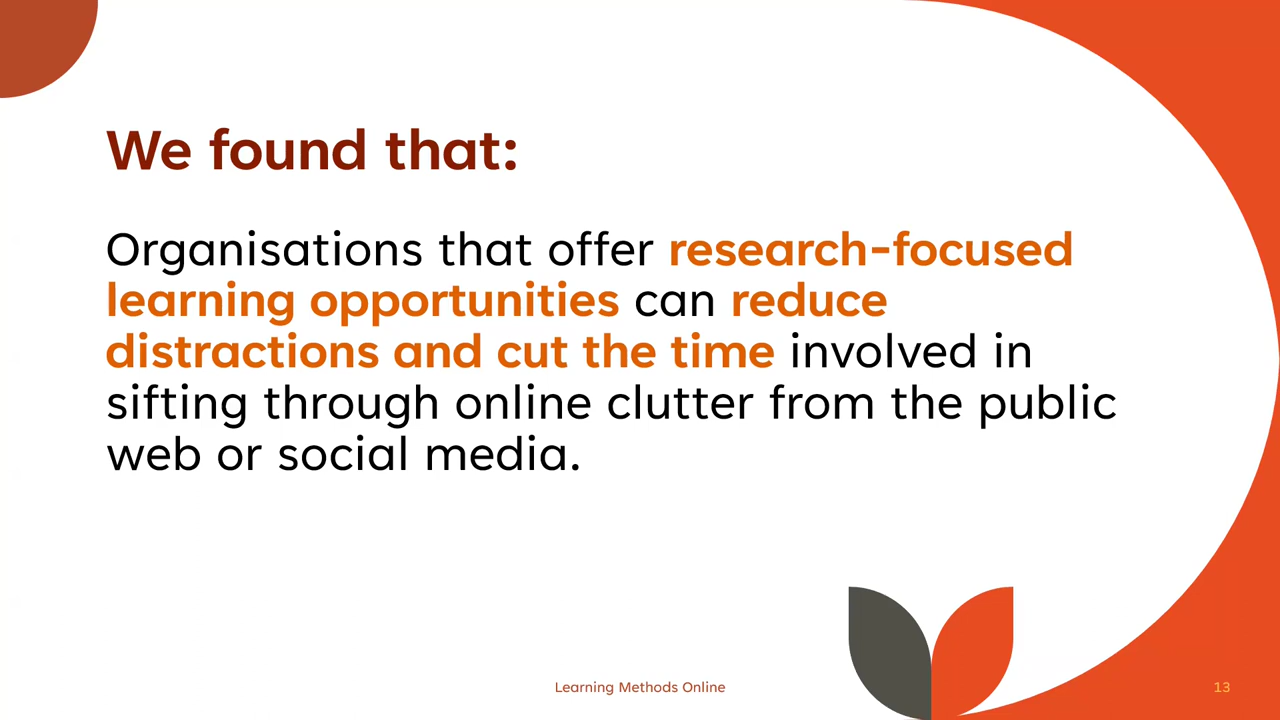 We found that:
Organisations that offer research-focused
learning opportunities can reduce
distractions and cut the time involved in
sifting through online clutter from the public
web or social media.
Learning Methods Online
13